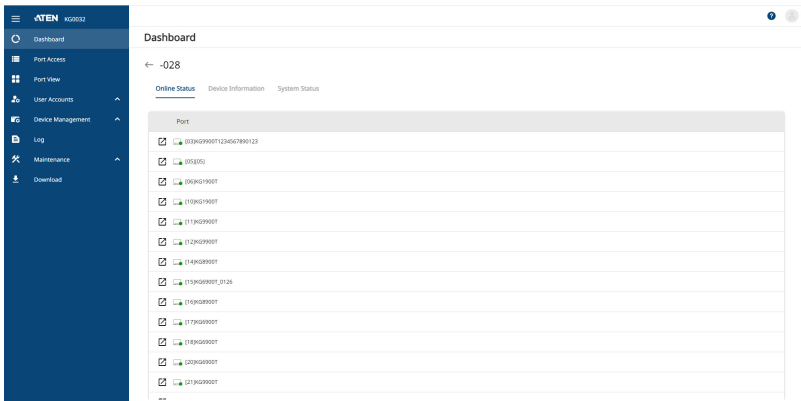 ATEN KG0032
Dashboard
Port Access
Port View
User Accounts
Device Management
Log
Maintenance
Download
?
Dashboard
← -028
Online Status Device Information System Status
Port
[03]KG9900T1234567890123
[05][05]
[06]KG1900T
[10]KG1900T
[11]KG9900T
[12]KG9900T
[14]KG8900T
[15]KG6900T_0126
[16]KG8900T
[17]KG6900T
[18]KG6900T
[20]KG6900T
[21]KG9900T